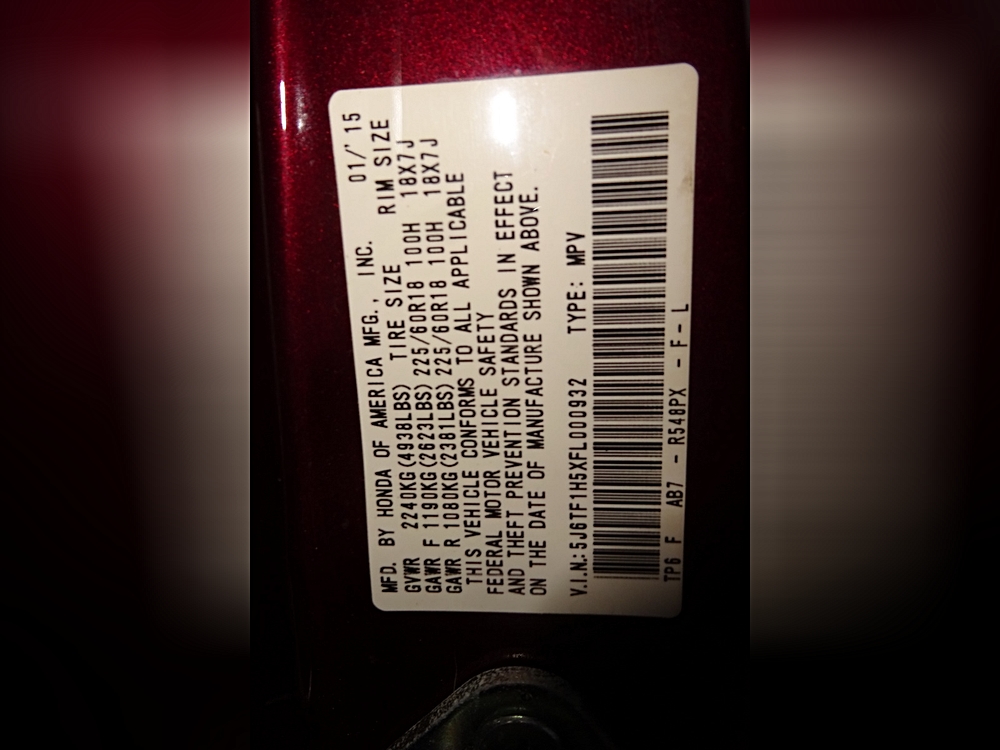 MFD. BY HONDA OF AMERICA MFG., INC. 01/'15
GVWR 2240KG(4938LBS) TIRE SIZE RIM SIZE
GAWR F 1190KG(2623LBS) 225/60R18 100H 18X7J
GAWR R 1080KG(2381LBS) 225/60R18 100H 18X7J
THIS VEHICLE CONFORMS TO ALL APPLICABLE
FEDERAL MOTOR VEHICLE SAFETY
AND THEFT PREVENTION STANDARDS IN EFFECT
ON THE DATE OF MANUFACTURE SHOWN ABOVE.
V.I.N.: 5J6TF1H5XFL000932 TYPE: MPV
TP6 F AB7 - R548PX - F - L